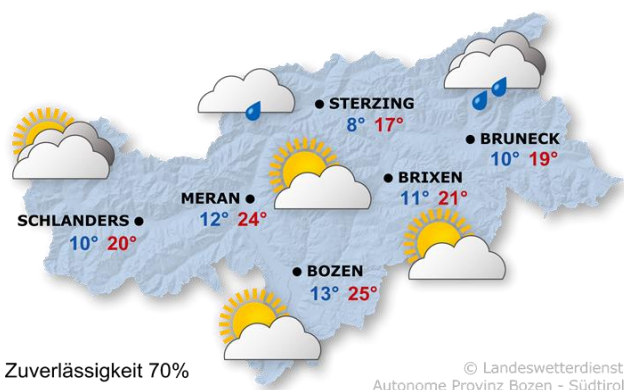 STERZING
8° 17°
BRUNECK
10° 19°
BRIXEN
11° 21°
MERAN
12° 24°
SCHLANDERS
10° 20°
BOZEN
13° 25°
Zuverlässigkeit 70%
© Landeswetterdienst
Autonome Provinz Bozen - Südtirol